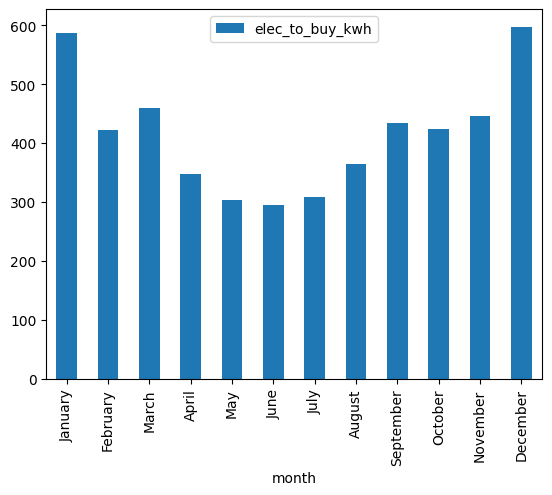 elec_to_buy_kwh
600
500
400
300
200
100
0
January
February
March
April
May
June
July
August
September
October
November
December
month